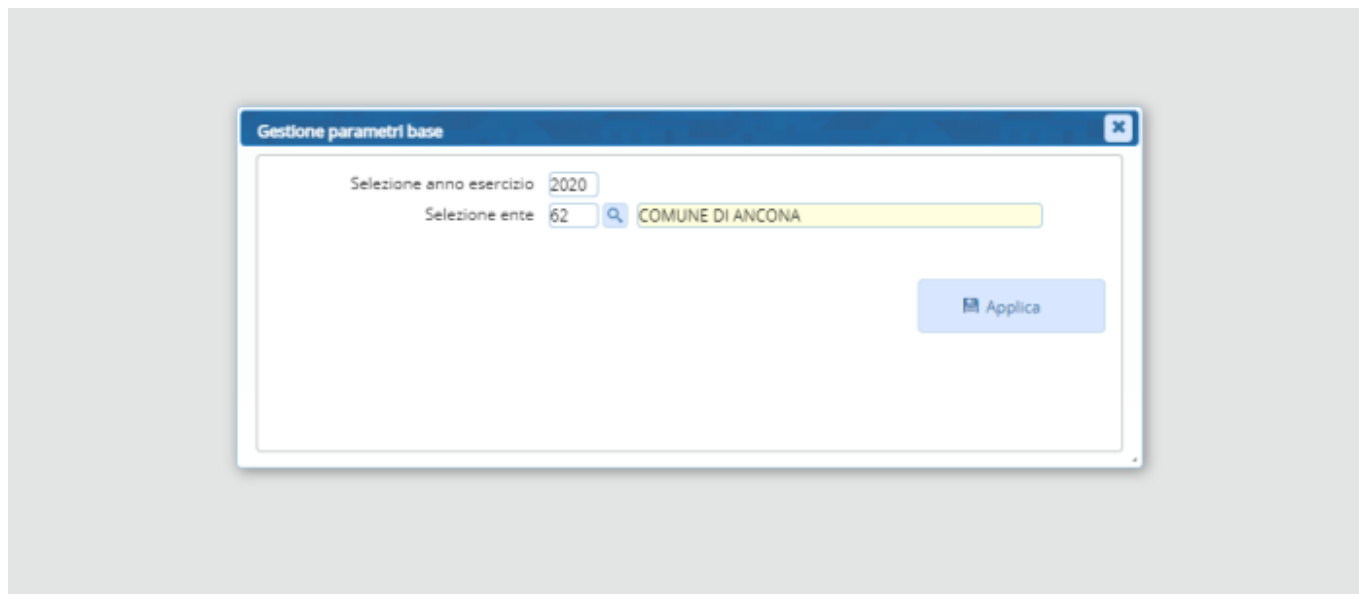 Gestione parametri base
Selezione anno esercizio 2020
Selezione ente 62 COMUNE DI ANCONA
Applica